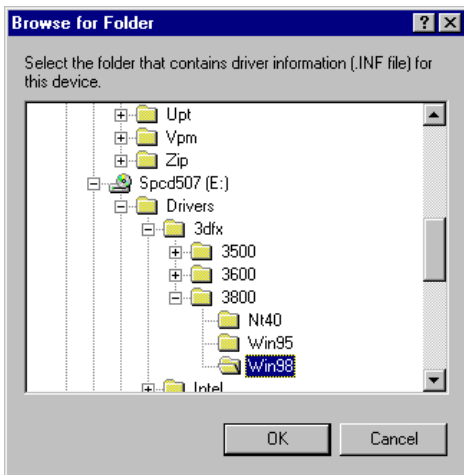 Browse for Folder
Select the folder that contains driver information (.INF file) for
this device.
Upt
Vpm
Zip
Spcd507 (E:)
Drivers
3dfx
3500
3600
3800
Nt40
Win95
Win98
Intel
OK Cancel